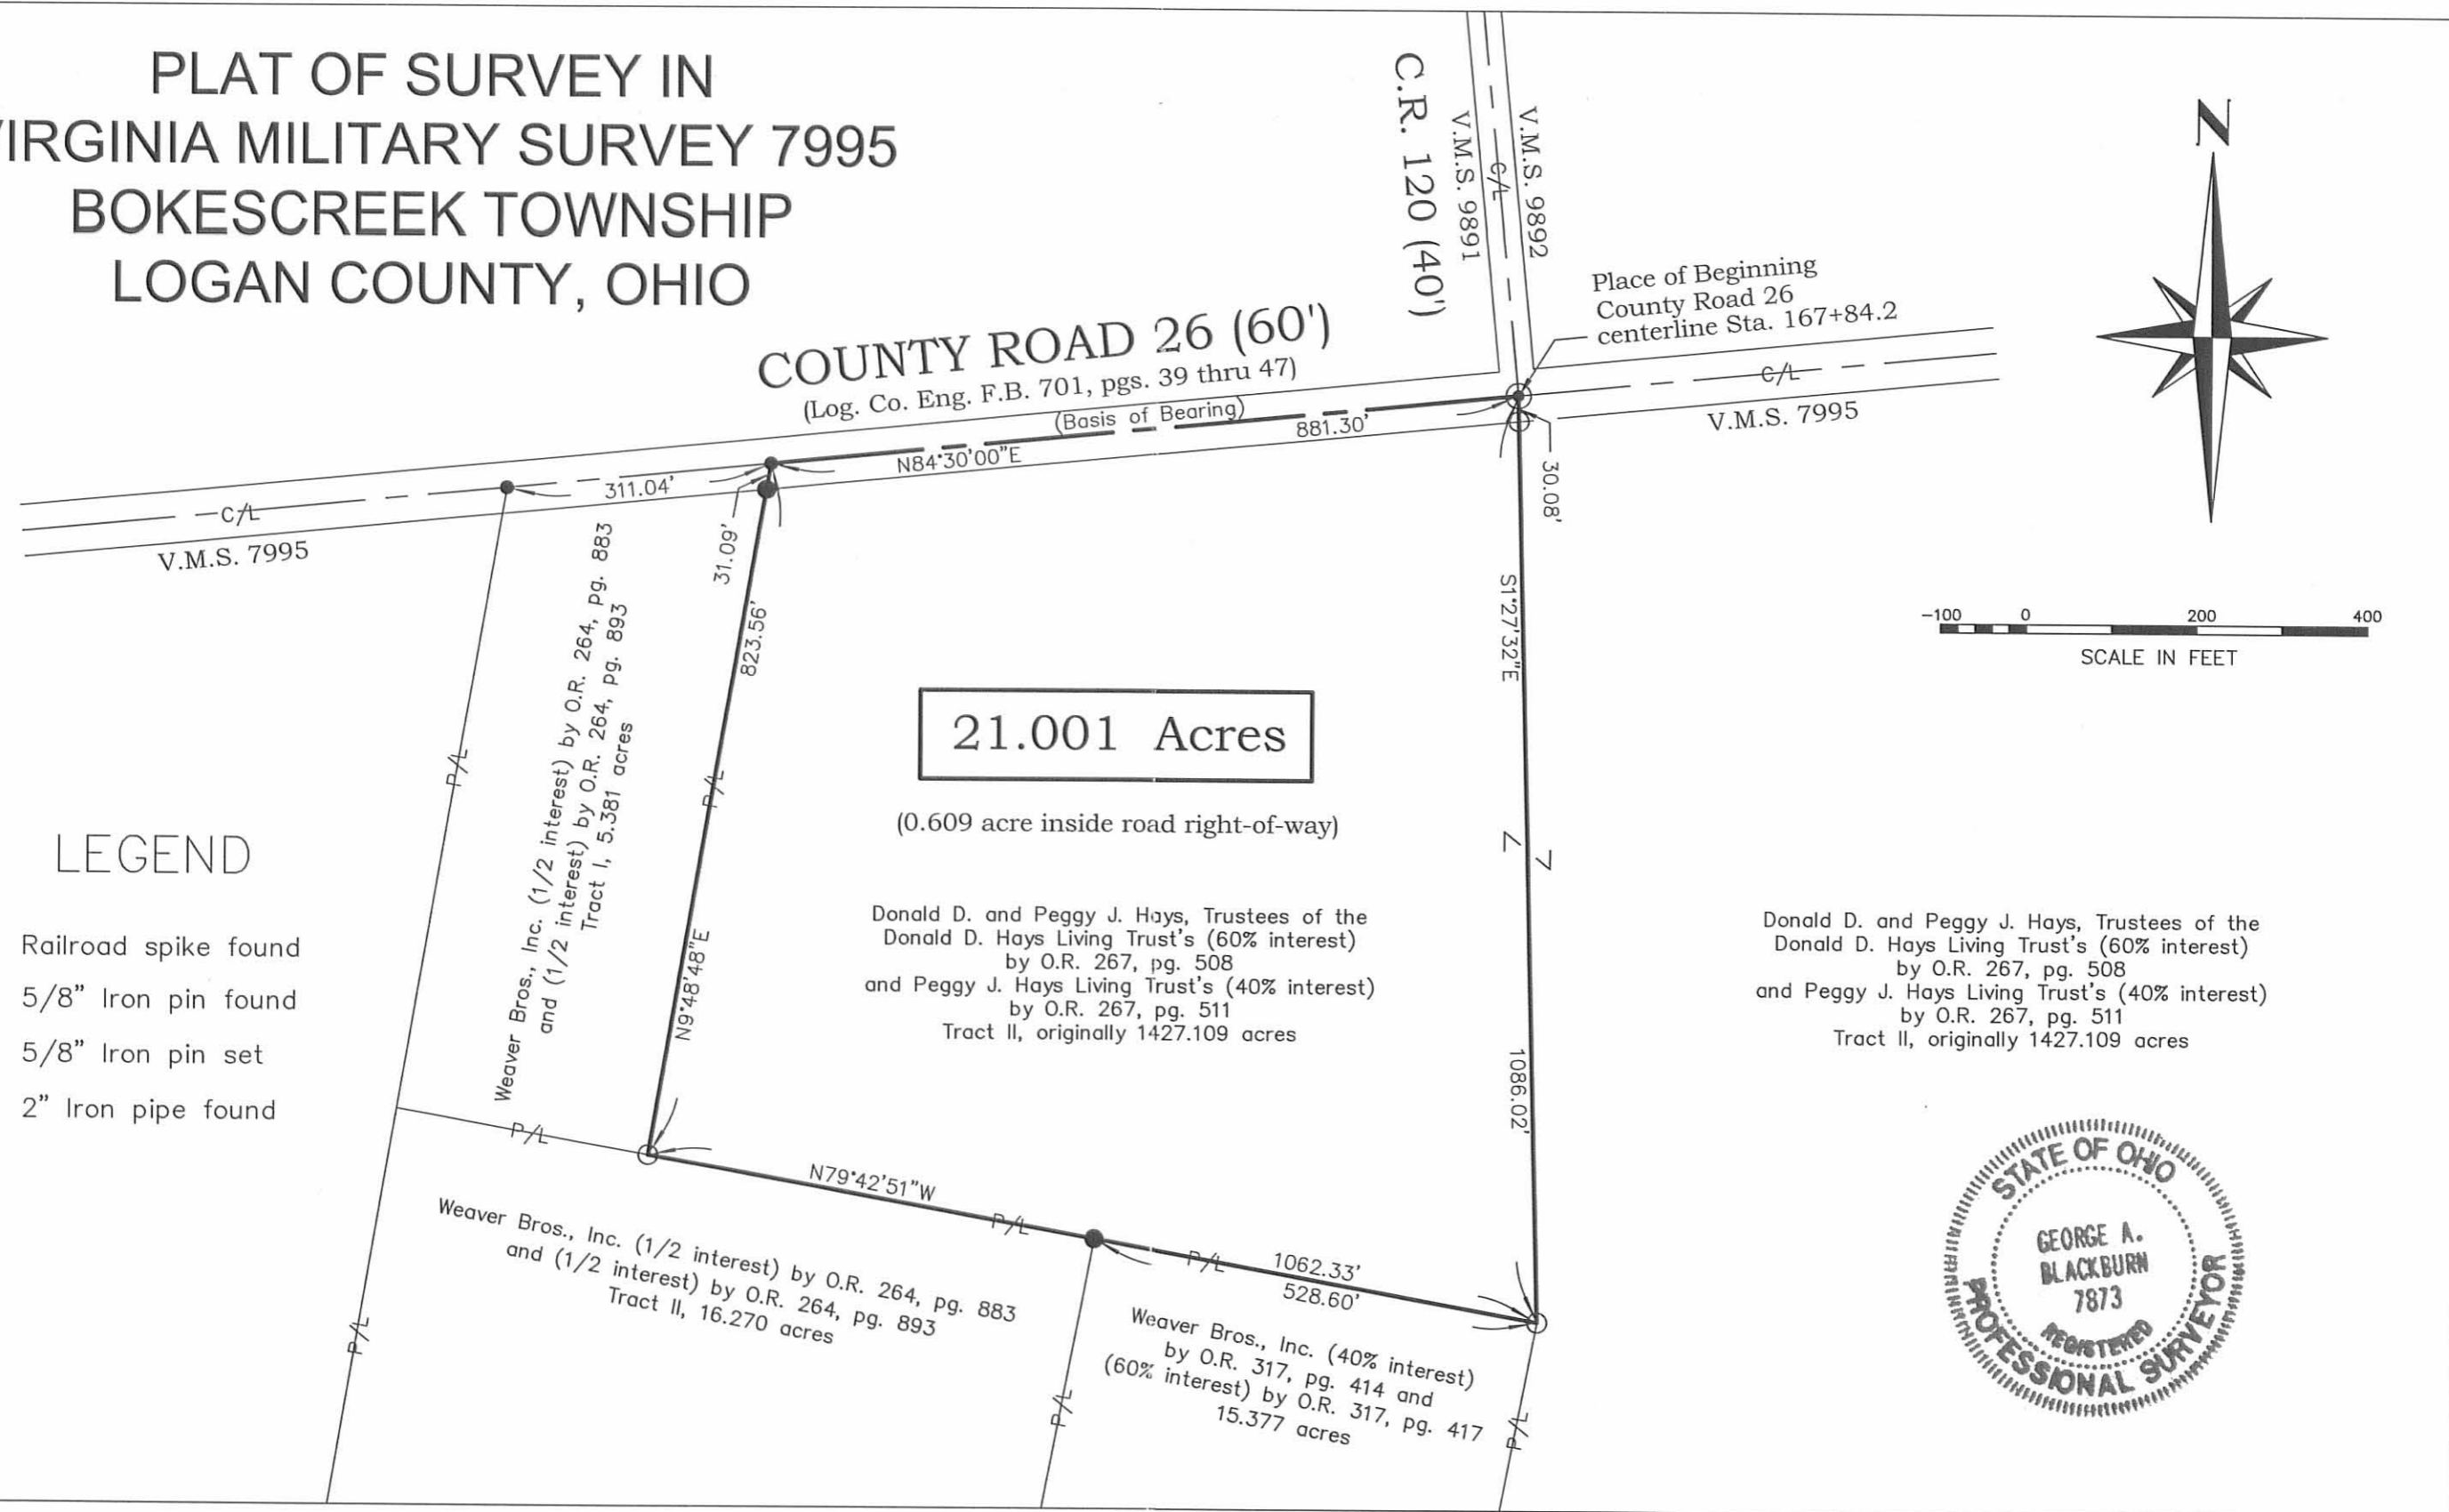 PLAT OF SURVEY IN
VIRGINIA MILITARY SURVEY 7995
BOKESCREEK TOWNSHIP
LOGAN COUNTY, OHIO
C.R. 120 (40')
V.M.S. 9891
C/L
V.M.S. 9892
N
Place of Beginning
County Road 26
centerline Sta. 167+84.2
COUNTY ROAD 26 (60')
(Log. Co. Eng. F.B. 701, pgs. 39 thru 47)
(Basis of Bearing)
881.30'
N84°30'00"E
C/L
V.M.S. 7995
30.08'
311.04'
C/L
V.M.S. 7995
31.09'
823.56'
P/L
N9°48'48"E
S1°27'32"E
1086.02'
-100 0 200 400
SCALE IN FEET
P/L
Weaver Bros., Inc. (1/2 interest) by O.R. 264, pg. 883
and (1/2 interest) by O.R. 264, pg. 893
Tract I, 5.381 acres
21.001 Acres
(0.609 acre inside road right-of-way)
Donald D. and Peggy J. Hays, Trustees of the
Donald D. Hays Living Trust's (60% interest)
by O.R. 267, pg. 508
and Peggy J. Hays Living Trust's (40% interest)
by O.R. 267, pg. 511
Tract II, originally 1427.109 acres
Donald D. and Peggy J. Hays, Trustees of the
Donald D. Hays Living Trust's (60% interest)
by O.R. 267, pg. 508
and Peggy J. Hays Living Trust's (40% interest)
by O.R. 267, pg. 511
Tract II, originally 1427.109 acres
LEGEND
Railroad spike found
5/8" Iron pin found
5/8" Iron pin set
2" Iron pipe found
P/L
N79°42'51"W
P/L
P/L
1062.33'
528.60'
Weaver Bros., Inc. (1/2 interest) by O.R. 264, pg. 883
and (1/2 interest) by O.R. 264, pg. 893
Tract II, 16.270 acres
Weaver Bros., Inc. (40% interest)
by O.R. 317, pg. 414 and
(60% interest) by O.R. 317, pg. 417
15.377 acres
P/L
P/L
P/L
STATE OF OHIO
GEORGE A.
BLACKBURN
7873
REGISTERED
PROFESSIONAL SURVEYOR